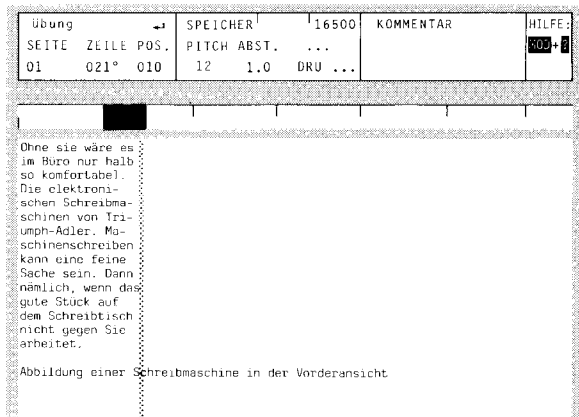 übung ↵ SPEICHER 16500 KOMMENTAR HILFE:
SEITE ZEILE POS. PITCH ABST. ... MOD+?
01 021° 010 12 1.0 DRU ...
Ohne sie wäre es
im Büro nur halb
so komfortabel.
Die elektroni-
schen Schreibma-
schinen von Tri-
umph-Adler. Ma-
schinenschreiben
kann eine feine
Sache sein. Dann
nämlich, wenn das
gute Stück auf
dem Schreibtisch
nicht gegen Sie
arbeitet.
Abbildung einer Schreibmaschine in der Vorderansicht